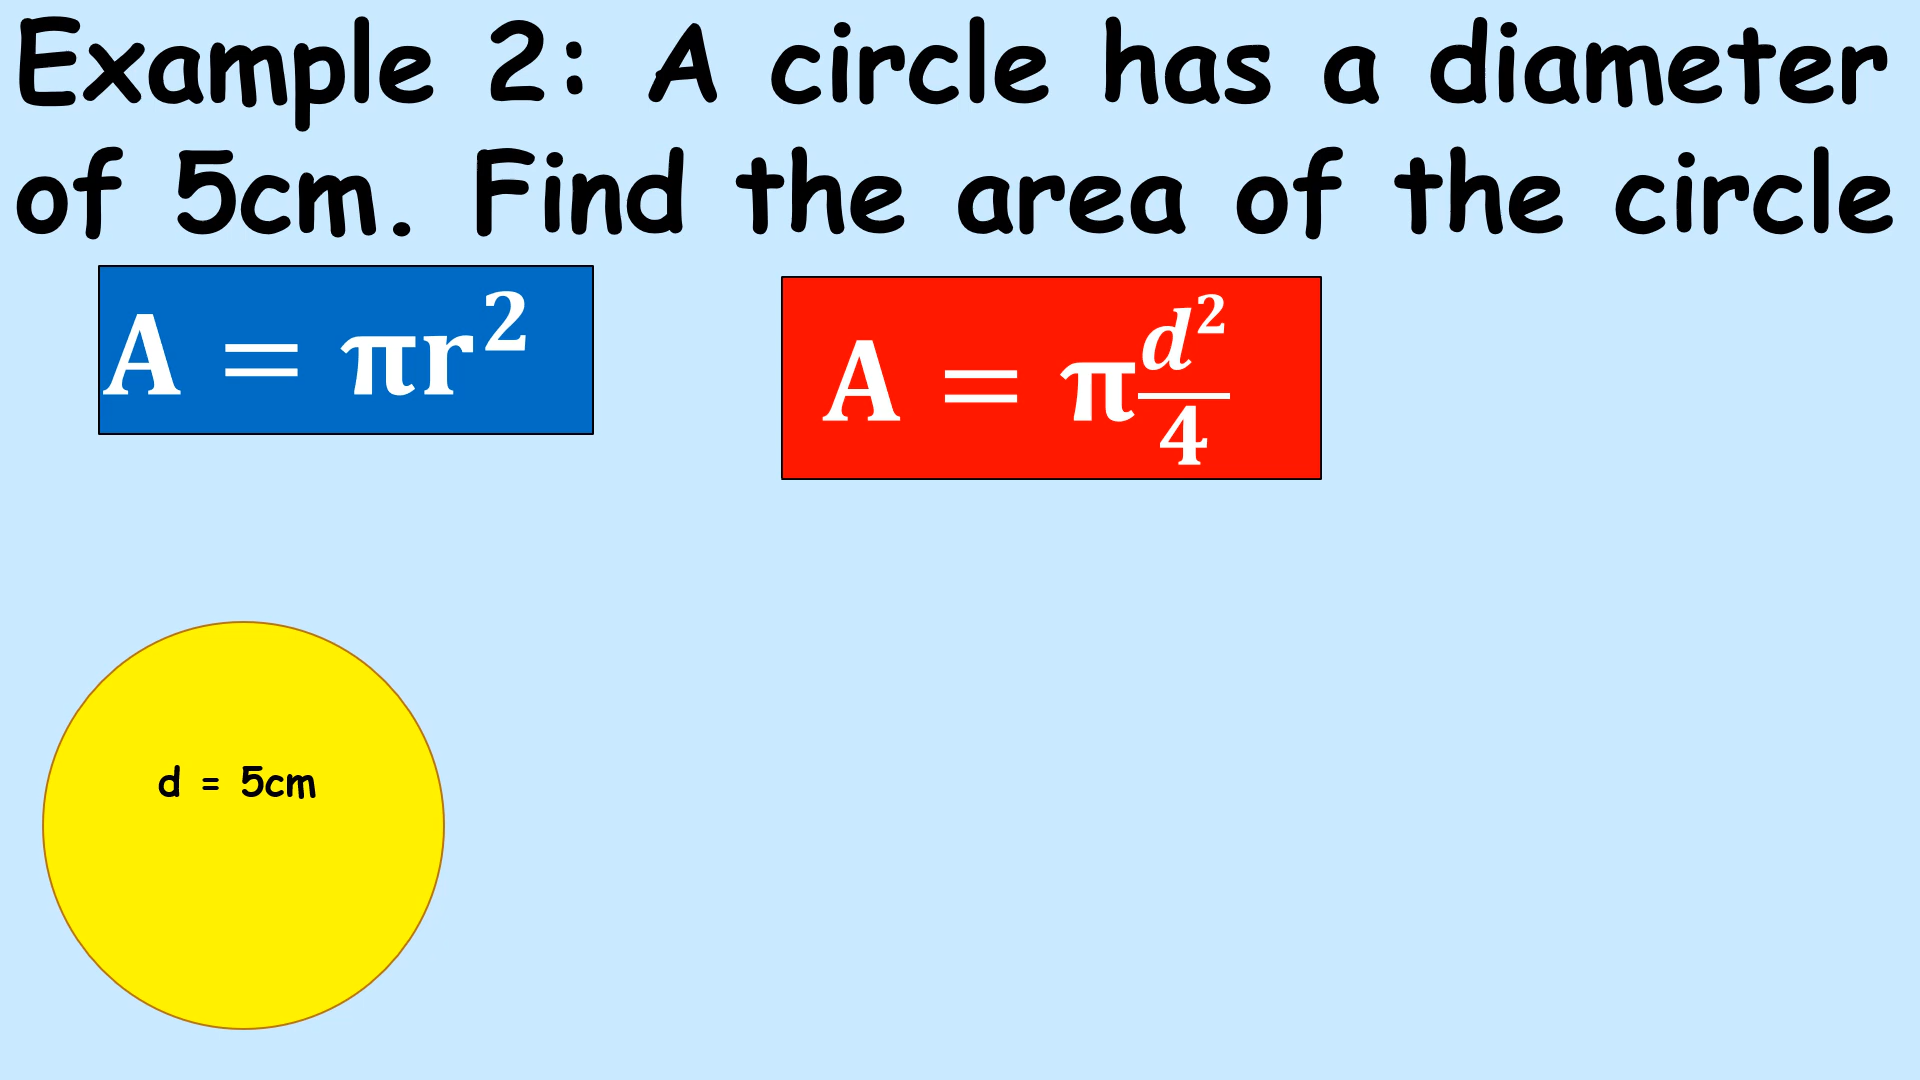 Example 2: A circle has a diameter
of 5cm. Find the area of the circle
A = πr²
A = π d²/4
d = 5cm